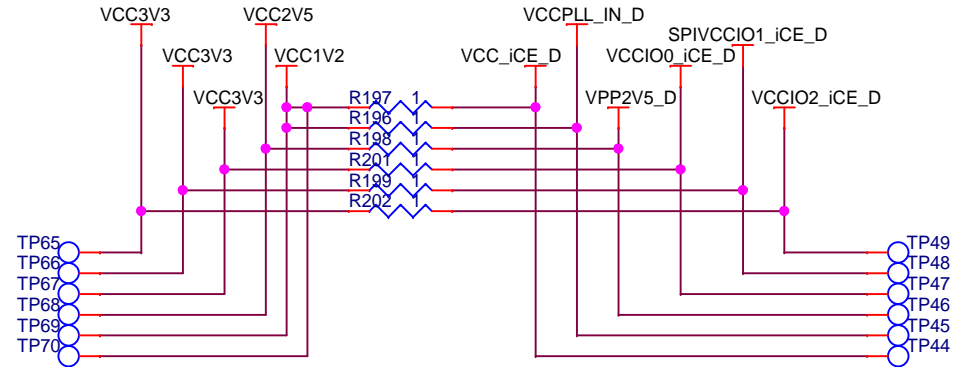 VCC3V3
VCC2V5
VCCPLL_IN_D
SPIVCCIO1_iCE_D
VCC3V3
VCC1V2
VCC_iCE_D
VCCIO0_iCE_D
VCC3V3
VPP2V5_D
VCCIO2_iCE_D
R197 1
R196 1
R198 1
R201 1
R199 1
R202 1
TP65
TP66
TP67
TP68
TP69
TP70
TP49
TP48
TP47
TP46
TP45
TP44